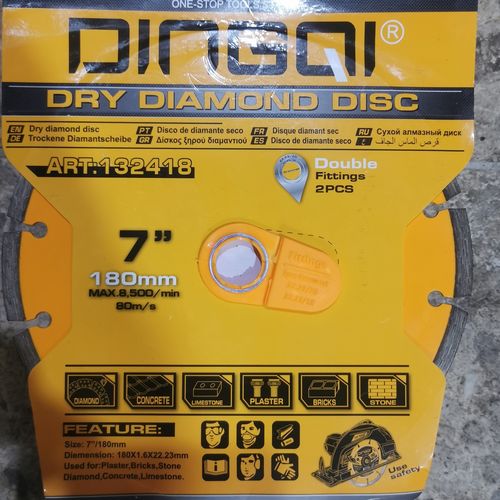 ONE-STOP TOOLS
DINGQI®
DRY DIAMOND DISC
EN Dry diamond disc PT Disco de diamante seco FR Disque diamant sec RU Сухой алмазный диск
DE Trockene Diamantscheibe GR Δίσκος ξηρού διαμαντιού ES Disco de diamante seco قرص الماس الجاف
ART:132418
Double
Fittings
2PCS
7”
180mm
MAX.8,500/min
80m/s
Fittings
DIAMOND CONCRETE LIMESTONE PLASTER BRICKS STONE
FEATURE:
Size: 7"/180mm
Diemension: 180X1.6X22.23mm
Used for:Plaster,Bricks,Stone
Diamond,Concrete,Limestone.
Use
safety